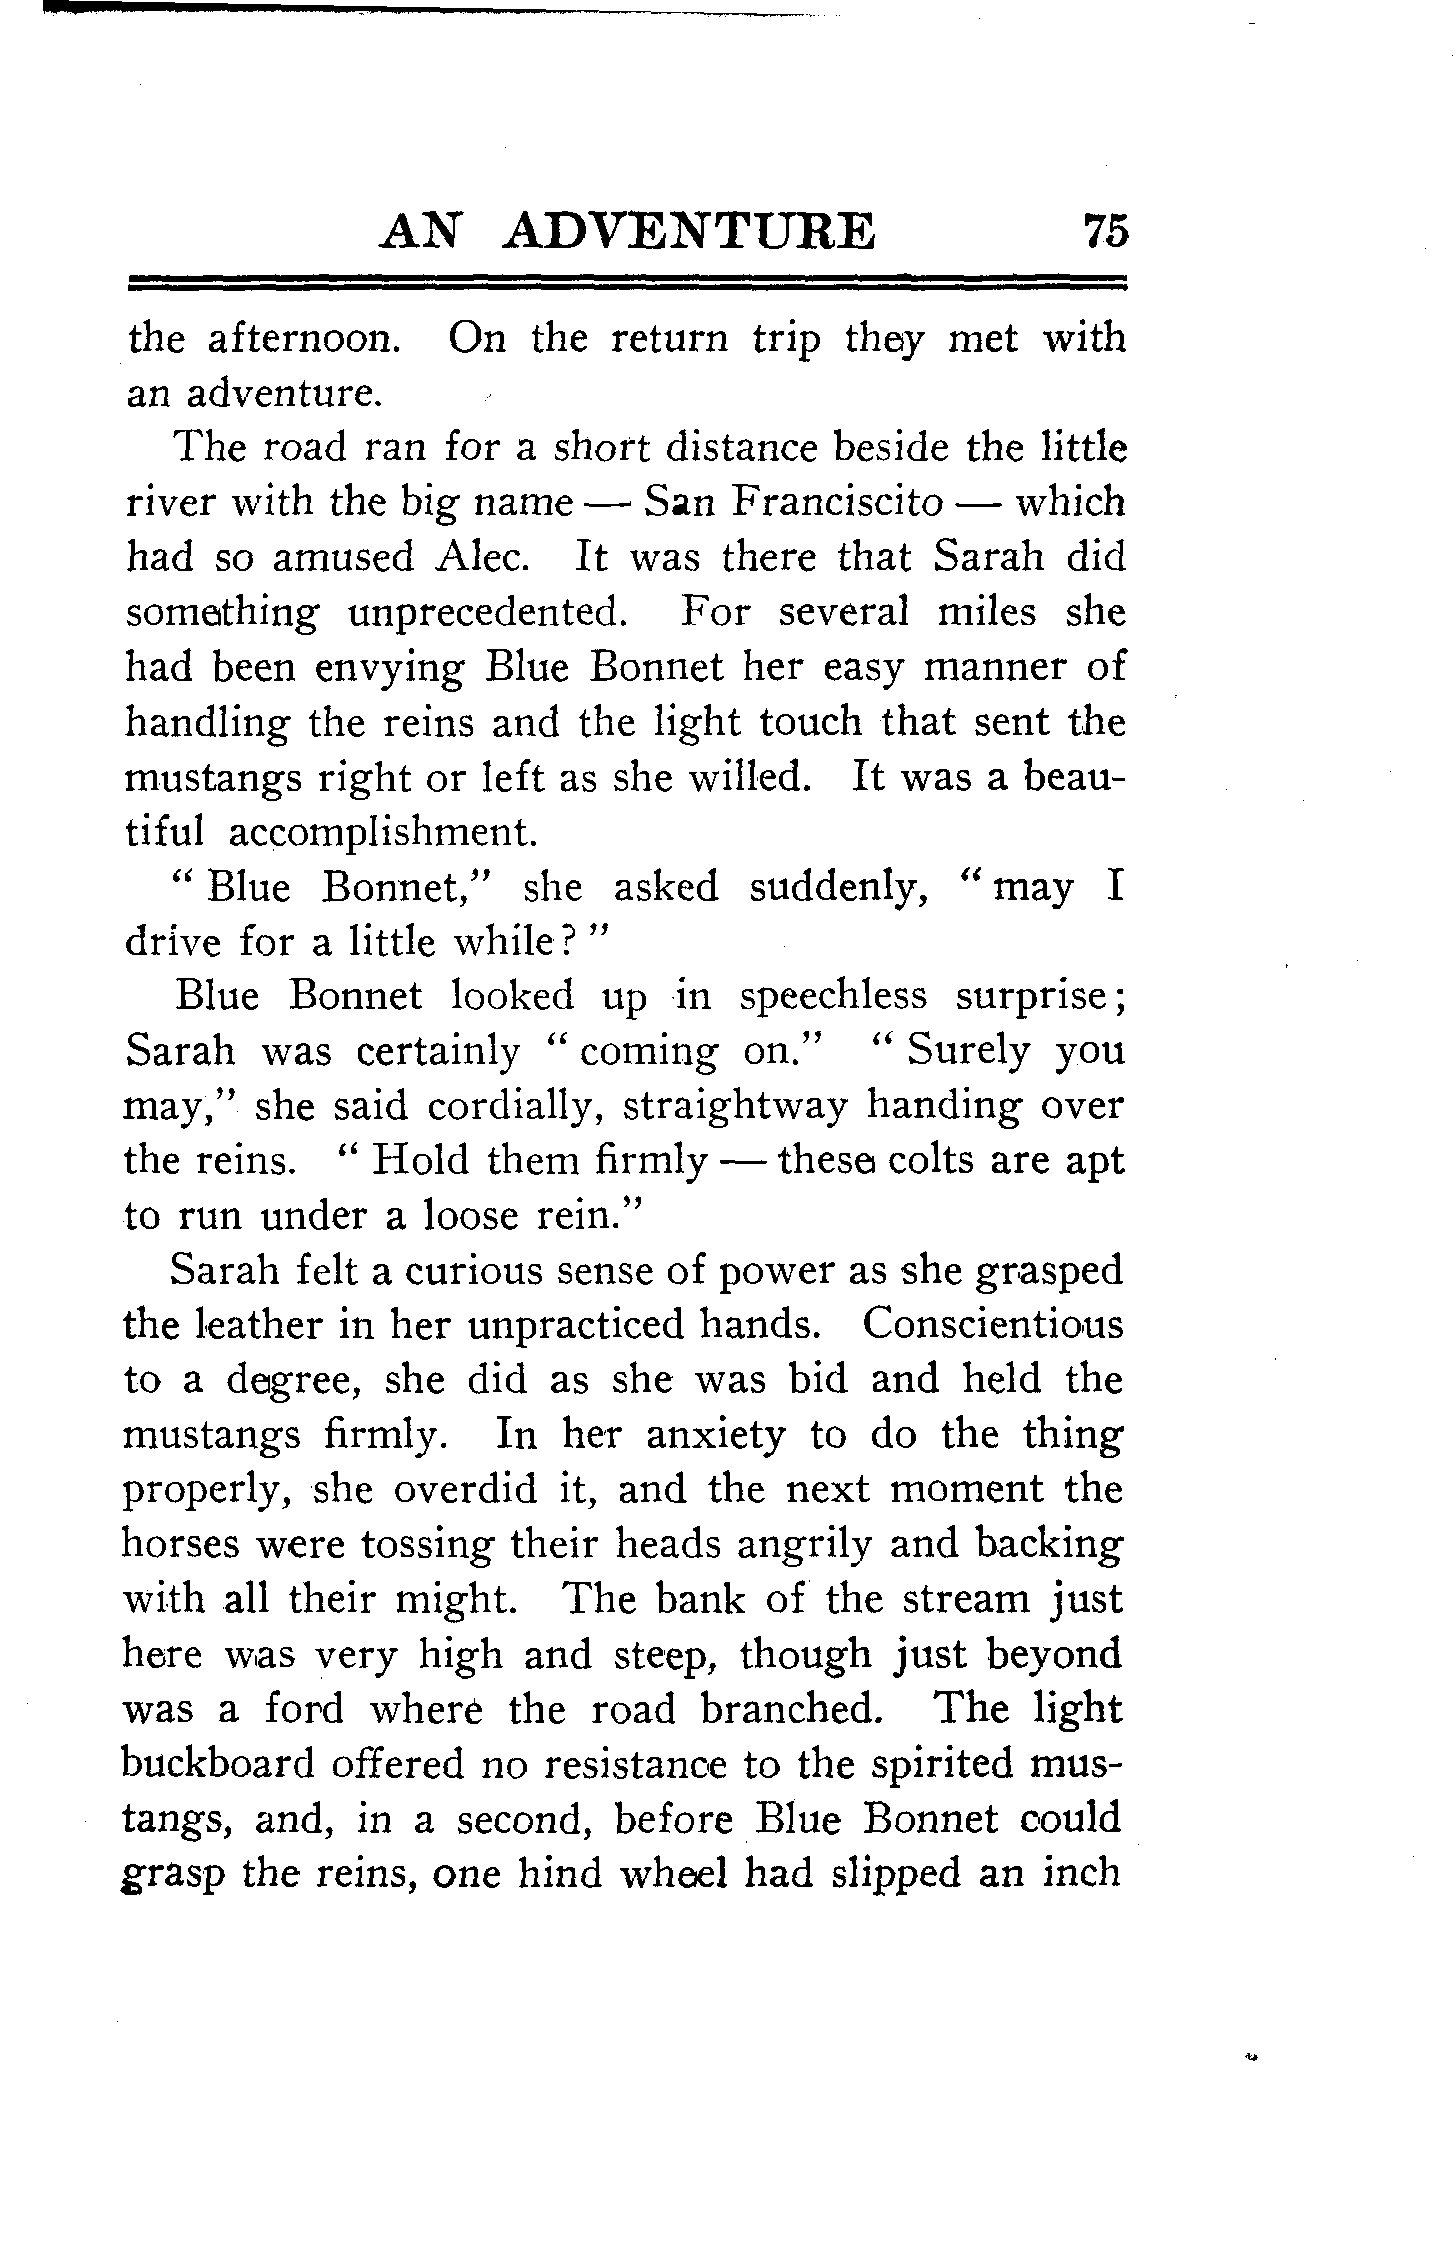 AN ADVENTURE 75
the afternoon. On the return trip they met with
an adventure.
The road ran for a short distance beside the little
river with the big name — San Franciscito — which
had so amused Alec. It was there that Sarah did
something unprecedented. For several miles she
had been envying Blue Bonnet her easy manner of
handling the reins and the light touch that sent the
mustangs right or left as she willed. It was a beau-
tiful accomplishment.
" Blue Bonnet," she asked suddenly, " may I
drive for a little while? "
Blue Bonnet looked up in speechless surprise;
Sarah was certainly " coming on." " Surely you
may," she said cordially, straightway handing over
the reins. " Hold them firmly — these colts are apt
to run under a loose rein."
Sarah felt a curious sense of power as she grasped
the leather in her unpracticed hands. Conscientious
to a degree, she did as she was bid and held the
mustangs firmly. In her anxiety to do the thing
properly, she overdid it, and the next moment the
horses were tossing their heads angrily and backing
with all their might. The bank of the stream just
here was very high and steep, though just beyond
was a ford where the road branched. The light
buckboard offered no resistance to the spirited mus-
tangs, and, in a second, before Blue Bonnet could
grasp the reins, one hind wheel had slipped an inch